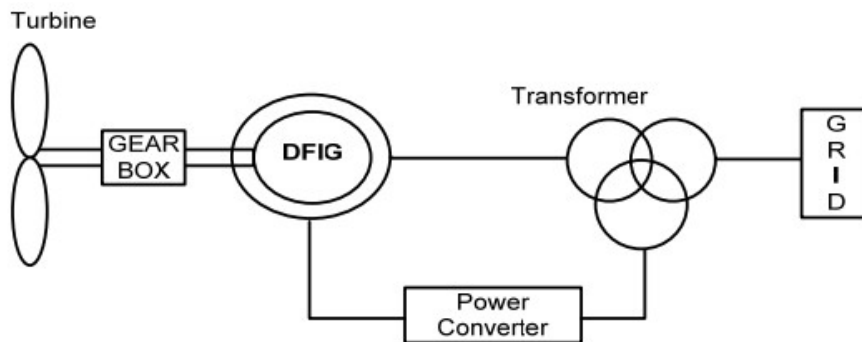 Turbine
GEAR
BOX
DFIG
Transformer
G
R
I
D
Power
Converter